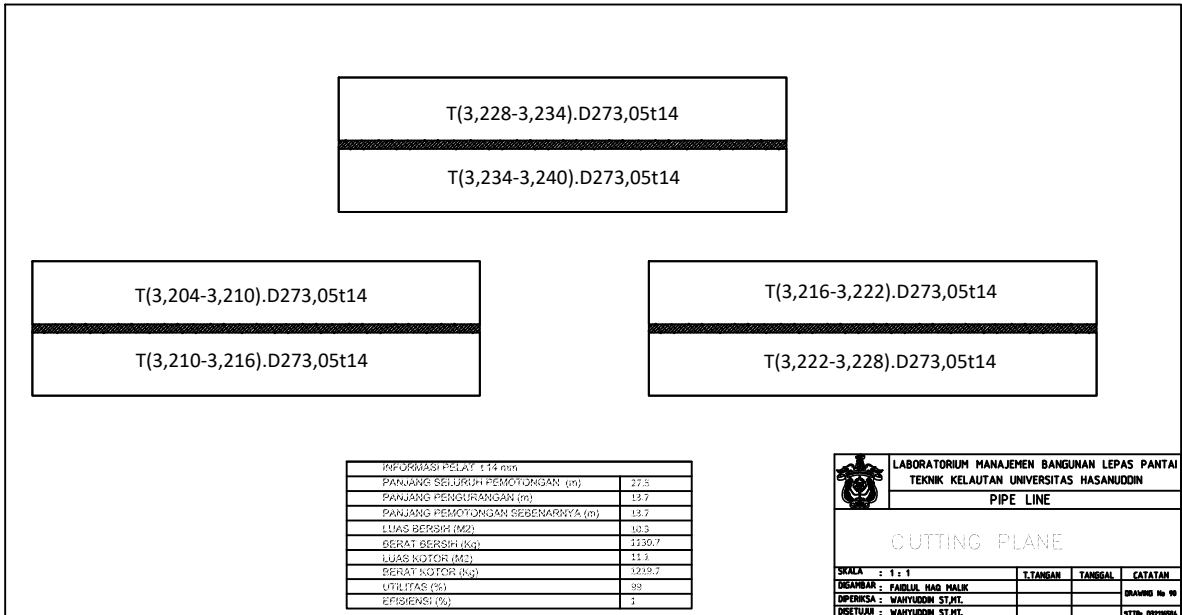 T(3,228-3,234).D273,05t14
T(3,234-3,240).D273,05t14
T(3,204-3,210).D273,05t14
T(3,210-3,216).D273,05t14
T(3,216-3,222).D273,05t14
T(3,222-3,228).D273,05t14
INFORMASI PELAT t 14 mm
PANJANG SELURUH PEMOTONGAN (m)
PANJANG PENGURANGAN (m) 13.7
PANJANG PEMOTONGAN SEBENARNYA (m) 13.7
LUAS BERSIH (M2)
BERAT BERSIH (Kg)
LUAS KOTOR (M2)
BERAT KOTOR (Kg)
UTILITAS (%)
EFISIENSI (%) 1
LABORATORIUM MANAJEMEN BANGUNAN LEPAS PANTAI
TEKNIK KELAUTAN UNIVERSITAS HASANUDDIN
PIPE LINE
CUTTING PLANE
SKALA : 1 : 1 T.TANGAN TANGGAL CATATAN
DIGAMBAR : FAIDLUL HAQ MALIK
DIPERIKSA : WAHYUDDIN ST,MT.
DISETUJUI : WAHYUDDIN ST,MT.
DRAWING No